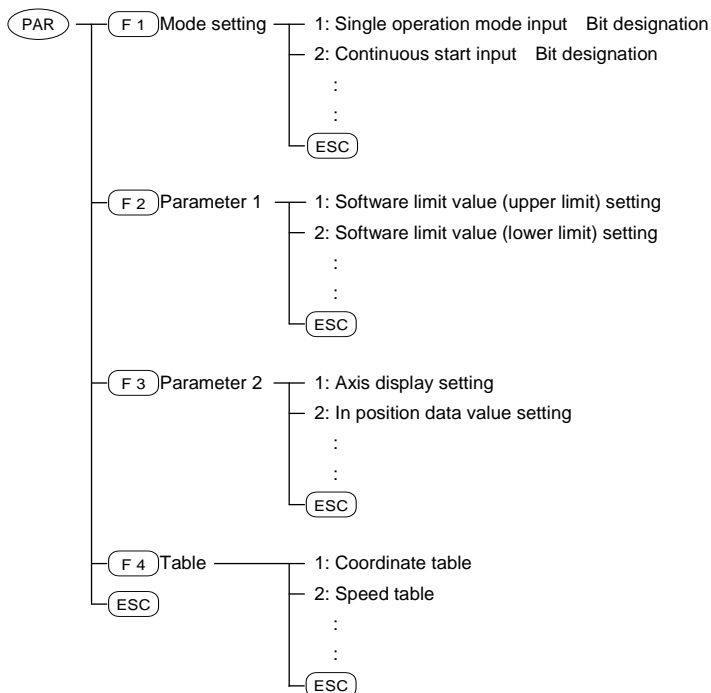 PAR F 1 Mode setting 1: Single operation mode input Bit designation
2: Continuous start input Bit designation
:
:
ESC
F 2 Parameter 1 1: Software limit value (upper limit) setting
2: Software limit value (lower limit) setting
:
:
ESC
F 3 Parameter 2 1: Axis display setting
2: In position data value setting
:
:
ESC
F 4 Table 1: Coordinate table
ESC 2: Speed table
:
:
ESC